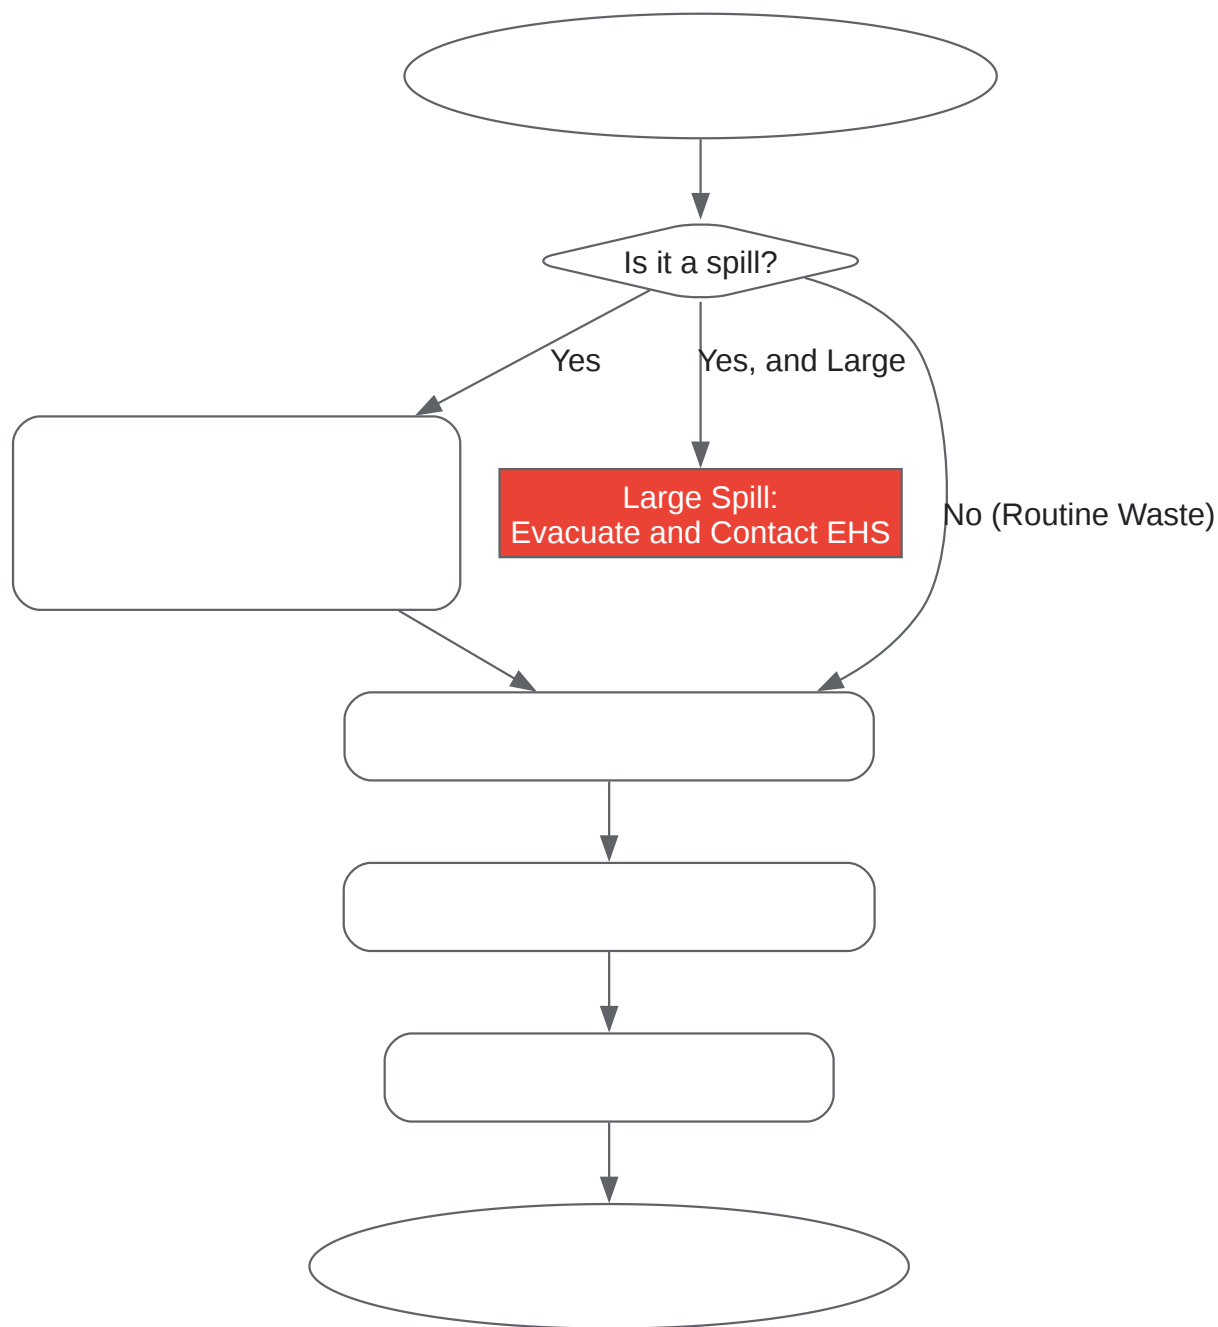 Is it a spill?
Yes
Yes, and Large
Large Spill:
Evacuate and Contact EHS
No (Routine Waste)